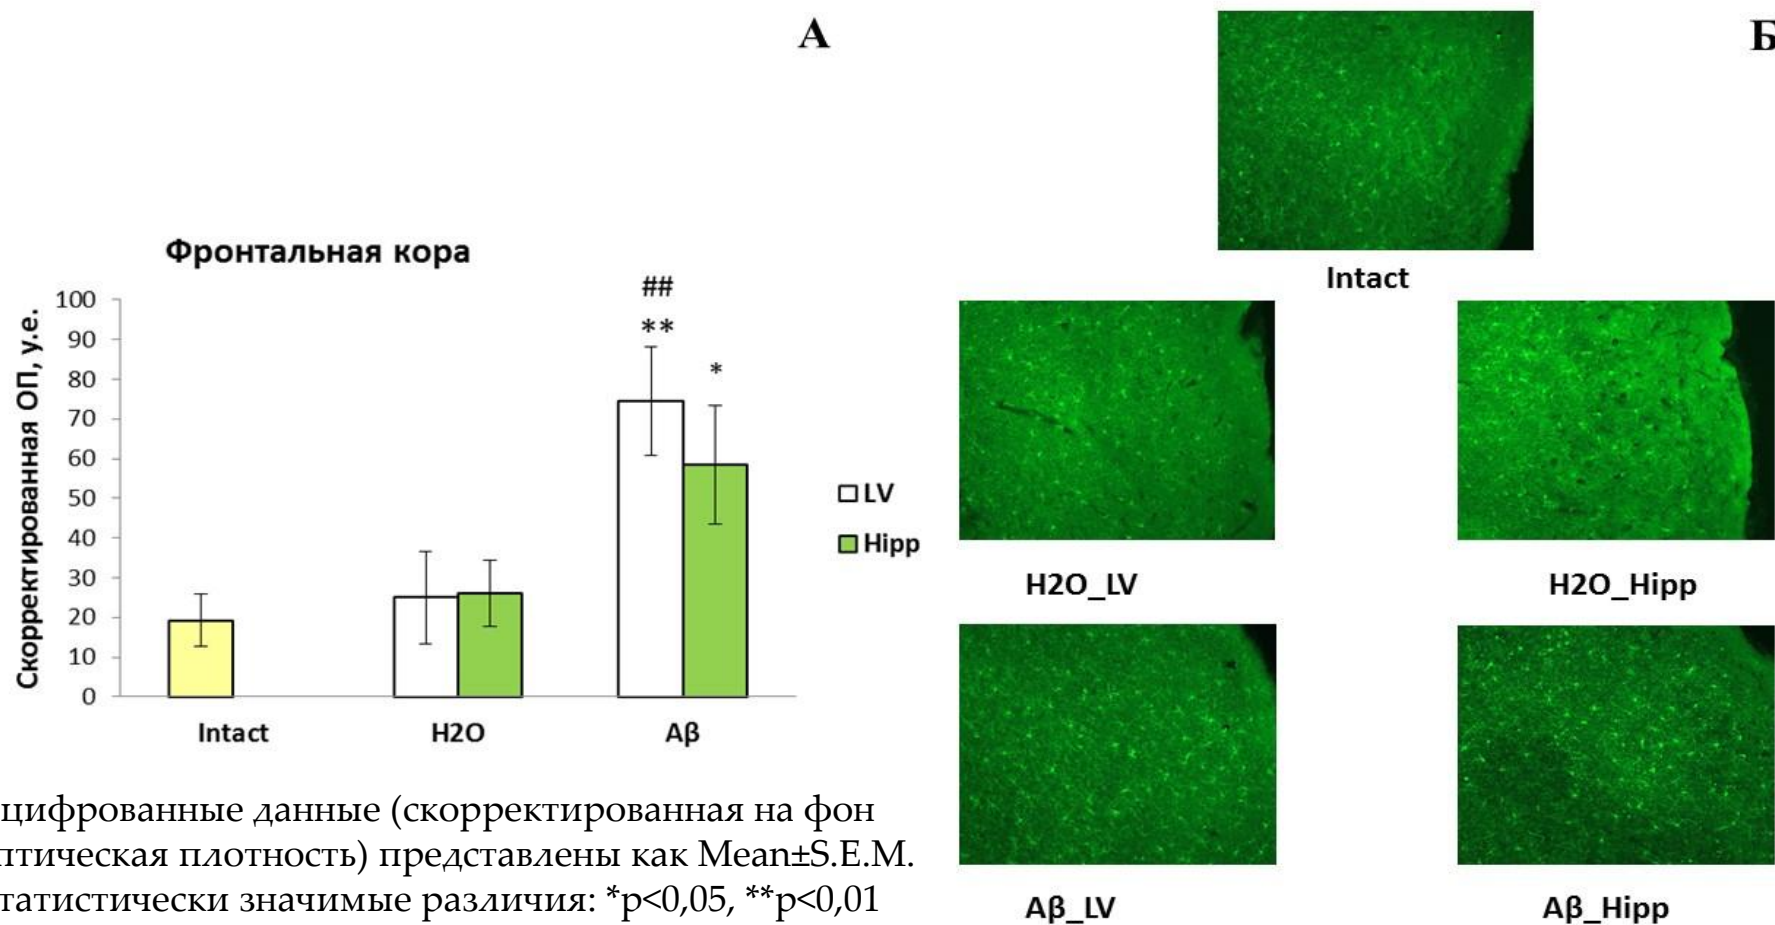 А
Б
Фронтальная кора
Скорректированная ОП, у.е.
100
90
80
70
60
50
40
30
20
10
0
##
**
*
Intact
H2O
Aβ
LV
Hipp
цифрованные данные (скорректированная на фон
птическая плотность) представлены как Mean±S.E.M.
татистически значимые различия: *p<0,05, **p<0,01
Intact
H2O_LV
H2O_Hipp
Aβ_LV
Aβ_Hipp